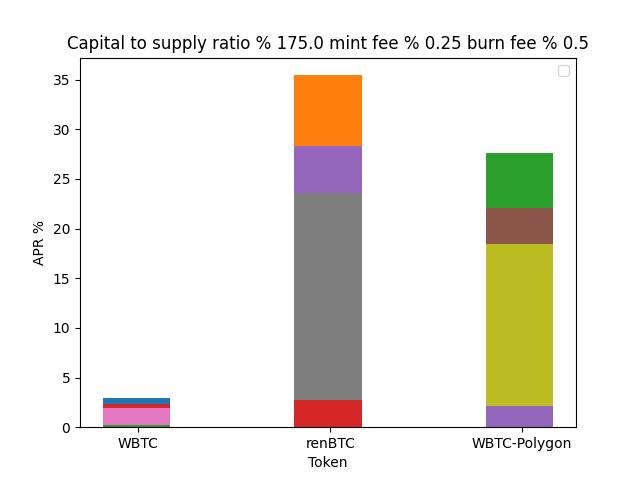 Capital to supply ratio % 175.0 mint fee % 0.25 burn fee % 0.5
35
30
25
20
15
10
5
0
APR %
WBTC renBTC WBTC-Polygon
Token